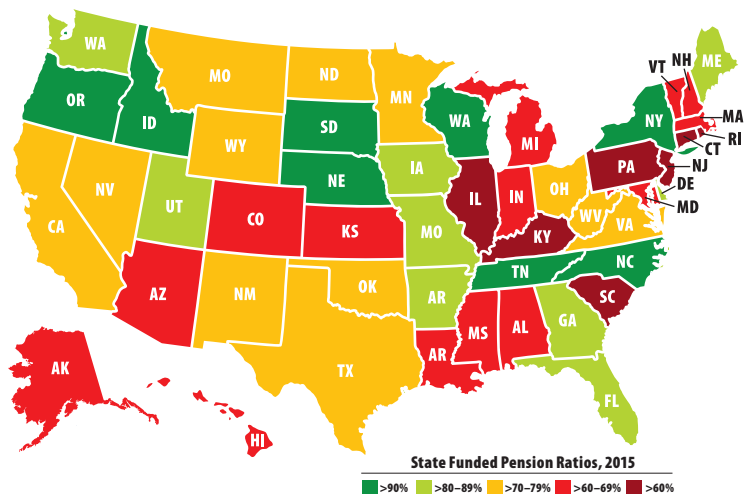 WA
OR
ID
MO
ND
MN
SD
WY
NE
IA
WA
MI
NY
VT
NH
ME
MA
RI
CT
NJ
DE
MD
PA
OH
IN
IL
WV
VA
KY
CA
NV
UT
CO
KS
MO
TN
NC
SC
AZ
NM
OK
AR
TX
AR
MS
AL
GA
FL
AK
HI
State Funded Pension Ratios, 2015
>90% >80–89% >70–79% >60–69% >60%